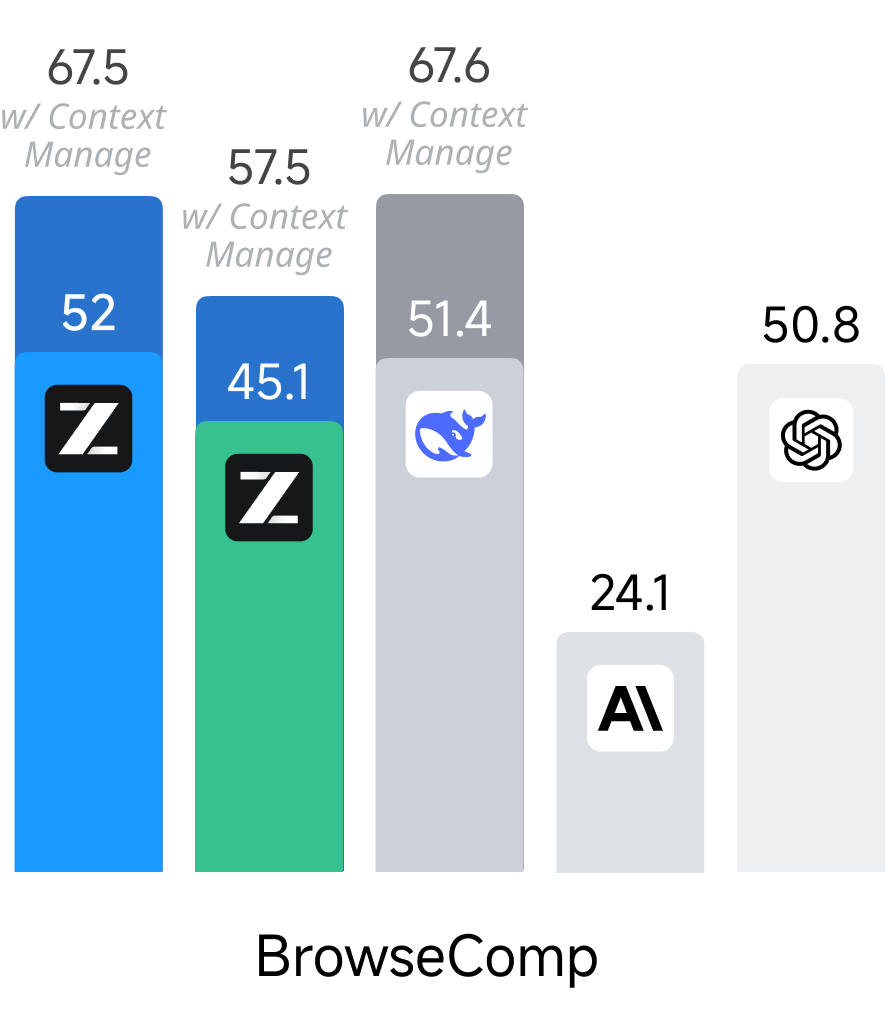 67.5
w/ Context
Manage
52
57.5
w/ Context
Manage
45.1
67.6
w/ Context
Manage
51.4
24.1
50.8
BrowseComp